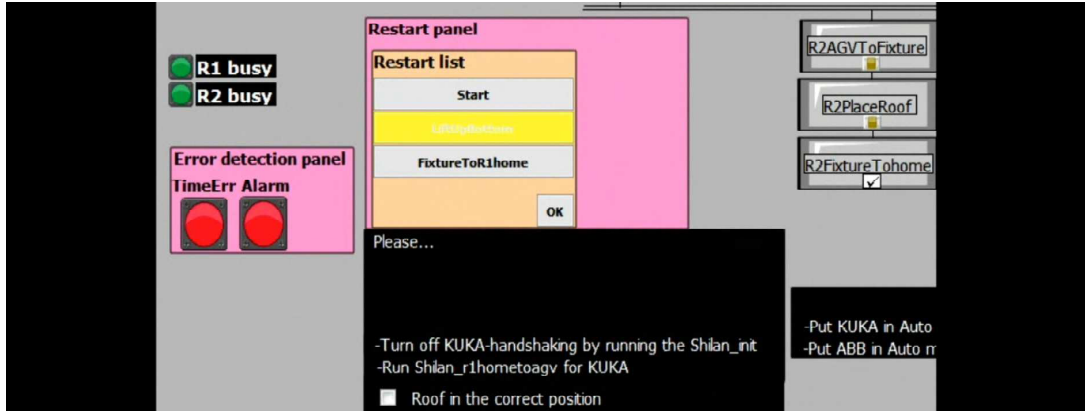 Restart panel
R2AGVToFixture
Restart list
R1 busy
Start
R2 busy
R2PlaceRoof
FixtureToR1home
Error detection panel
R2FixtureTohome
TimeErr Alarm
OK
Please...
-Put KUKA in Auto
-Turn off KUKA-handshaking by running the Shilan_init
-Put ABB in Auto
-Run Shilan_r1hometoagv for KUKA
Roof in the correct position